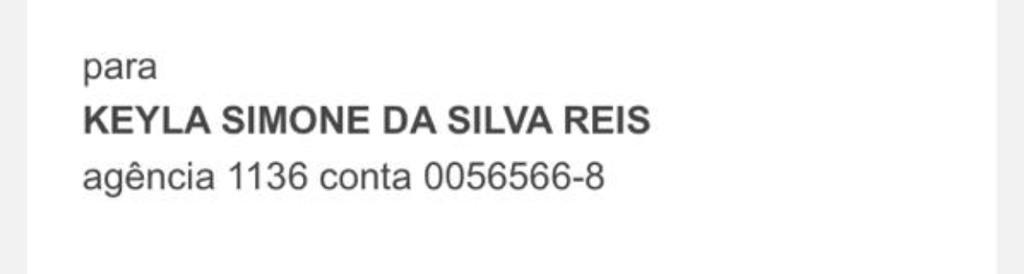 para
KEYLA SIMONE DA SILVA REIS
agência 1136 conta 0056566-8